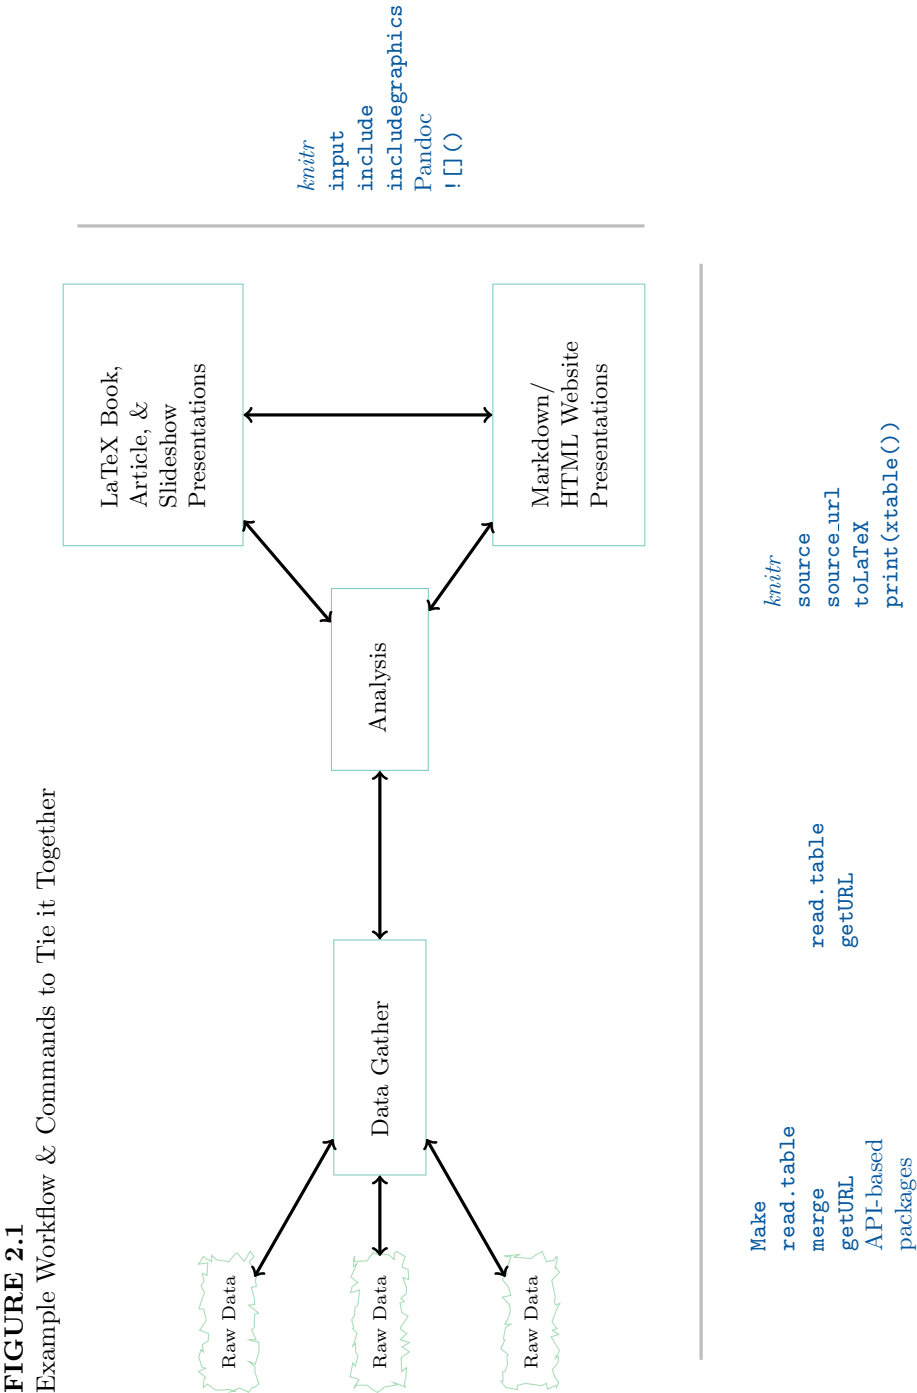 FIGURE 2.1
Example Workflow & Commands to Tie it Together
Raw Data
Raw Data
Raw Data
Data Gather
Analysis
LaTeX Book,
Article, &
Slideshow
Presentations
Markdown/
HTML Website
Presentations
knitr
input
include
includegraphics
Pandoc
![]()
Make
read.table
merge
getURL
API-based
packages
read.table
getURL
knitr
source
source_url
toLaTeX
print(xtable())